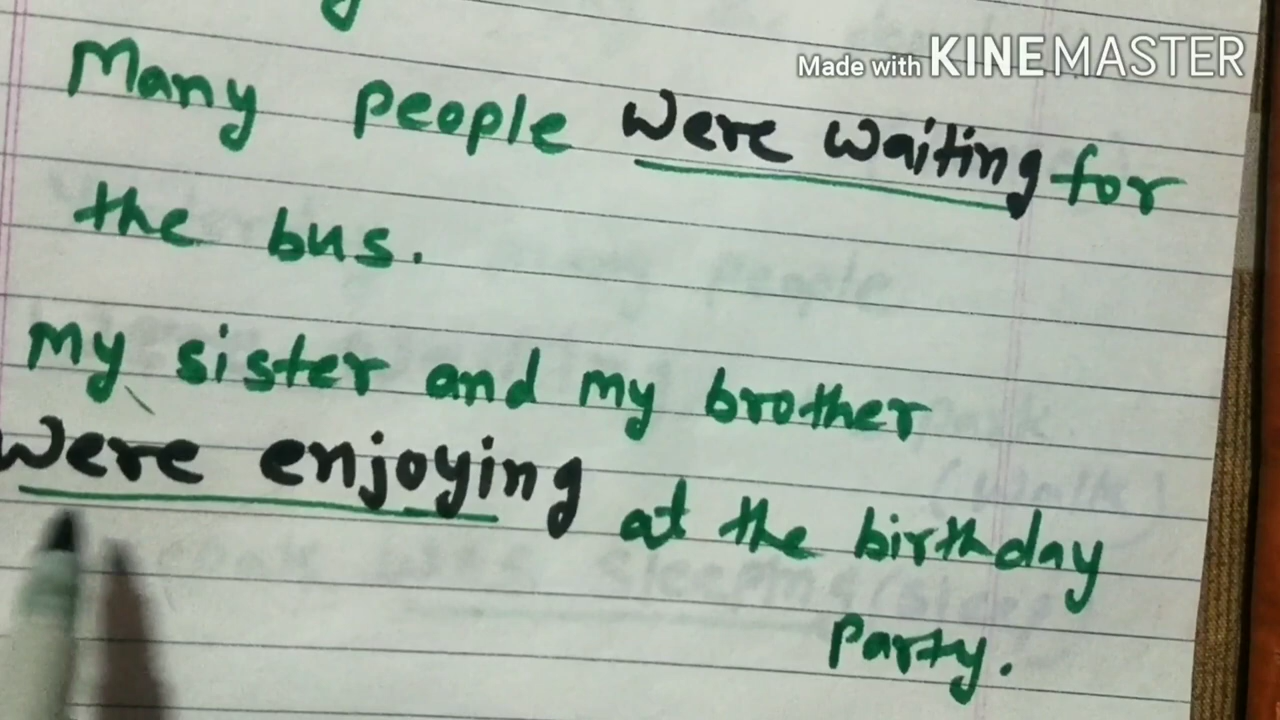 Made with KINEMASTER
Many people were waiting for
the bus.
My sister and my brother
were enjoying at the birthday
Party.